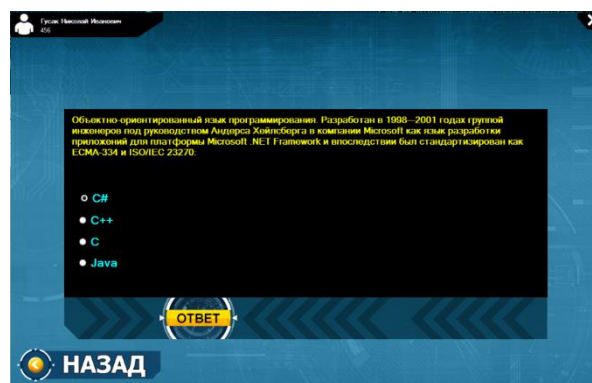 Гусак Николай Иванович
456
Объектно-ориентированный язык программирования. Разработан в 1998—2001 годах группой
инженеров под руководством Андерса Хейлсберга в компании Microsoft как язык разработки
приложений для платформы Microsoft .NET Framework и впоследствии был стандартизирован как
ECMA-334 и ISO/IEC 23270.
C#
C++
C
Java
ОТВЕТ
НАЗАД